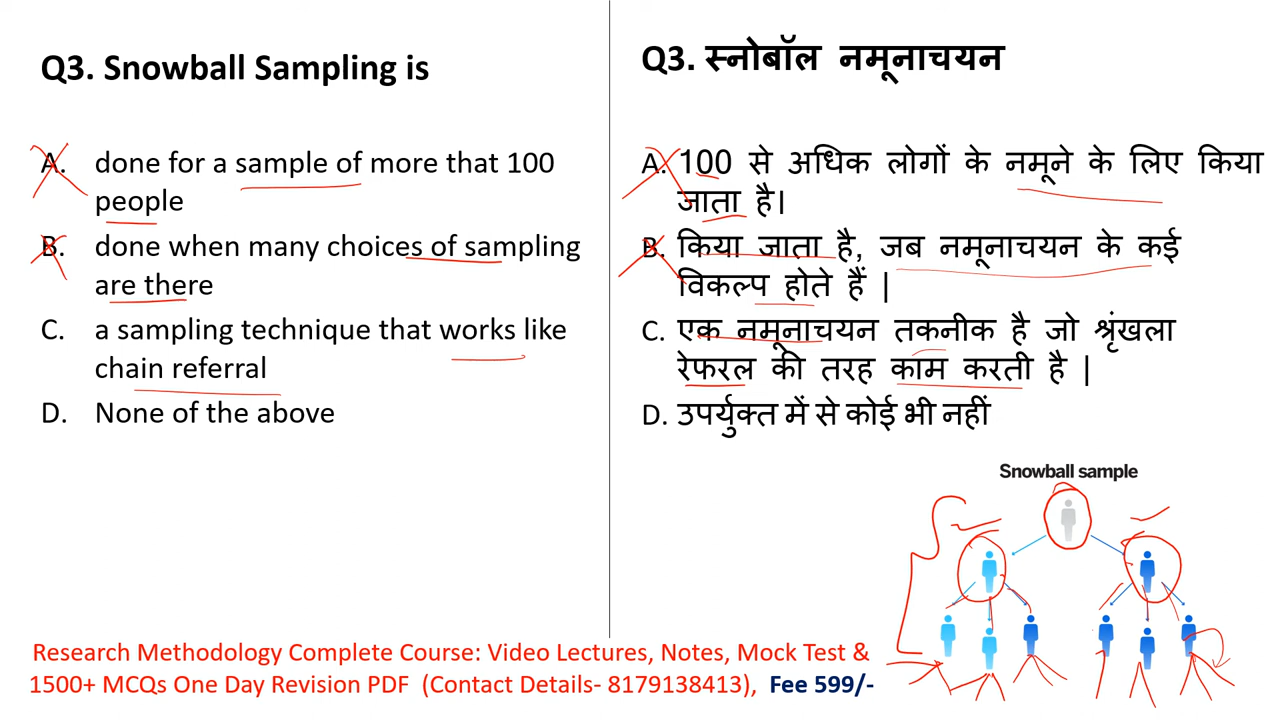 Q3. Snowball Sampling is
A. done for a sample of more that 100
people
B. done when many choices of sampling
are there
C. a sampling technique that works like
chain referral
D. None of the above
Q3. स्नोबॉल नमूनाचयन
A. 100 से अधिक लोगों के नमूने के लिए किया
जाता है।
B. किया जाता है, जब नमूनाचयन के कई
विकल्प होते हैं |
C. एक नमूनाचयन तकनीक है जो श्रृंखला
रेफरल की तरह काम करती है |
D. उपर्युक्त में से कोई भी नहीं
Snowball sample
Research Methodology Complete Course: Video Lectures, Notes, Mock Test &
1500+ MCQs One Day Revision PDF (Contact Details- 8179138413), Fee 599/-